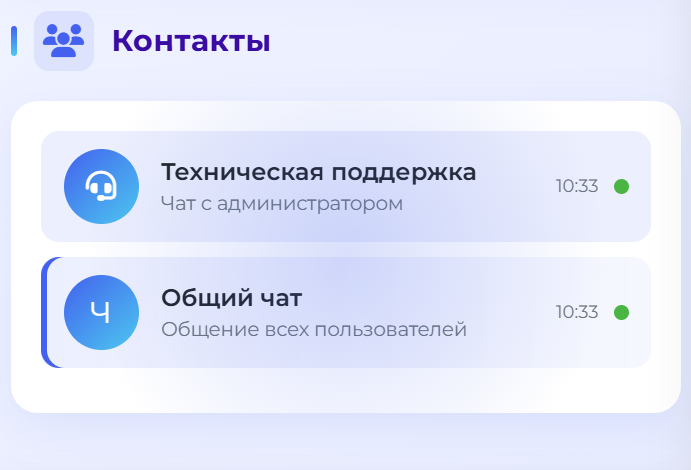 Контакты
Техническая поддержка
Чат с администратором
10:33
Ч
Общий чат
Общение всех пользователей
10:33